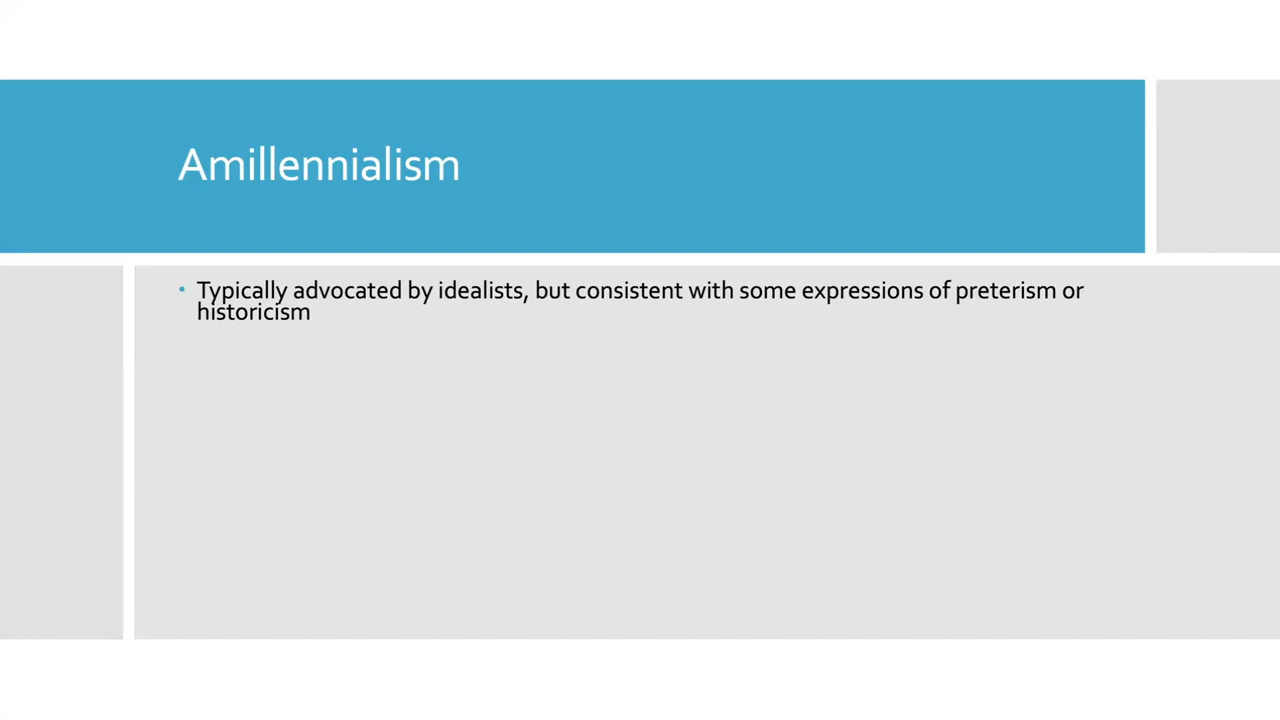 Amillennialism
• Typically advocated by idealists, but consistent with some expressions of preterism or
historicism